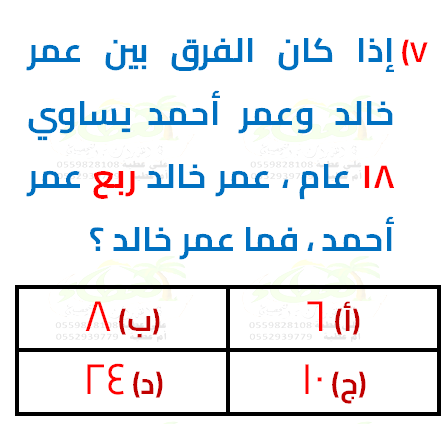 ٧) إذا كان الفرق بين عمر
خالد وعمر أحمد يساوي
١٨ عام ، عمر خالد ربع عمر
أحمد ، فما عمر خالد ؟
(أ) ٦
(ب) ٨
(ج) ١٠
(د) ٢٤